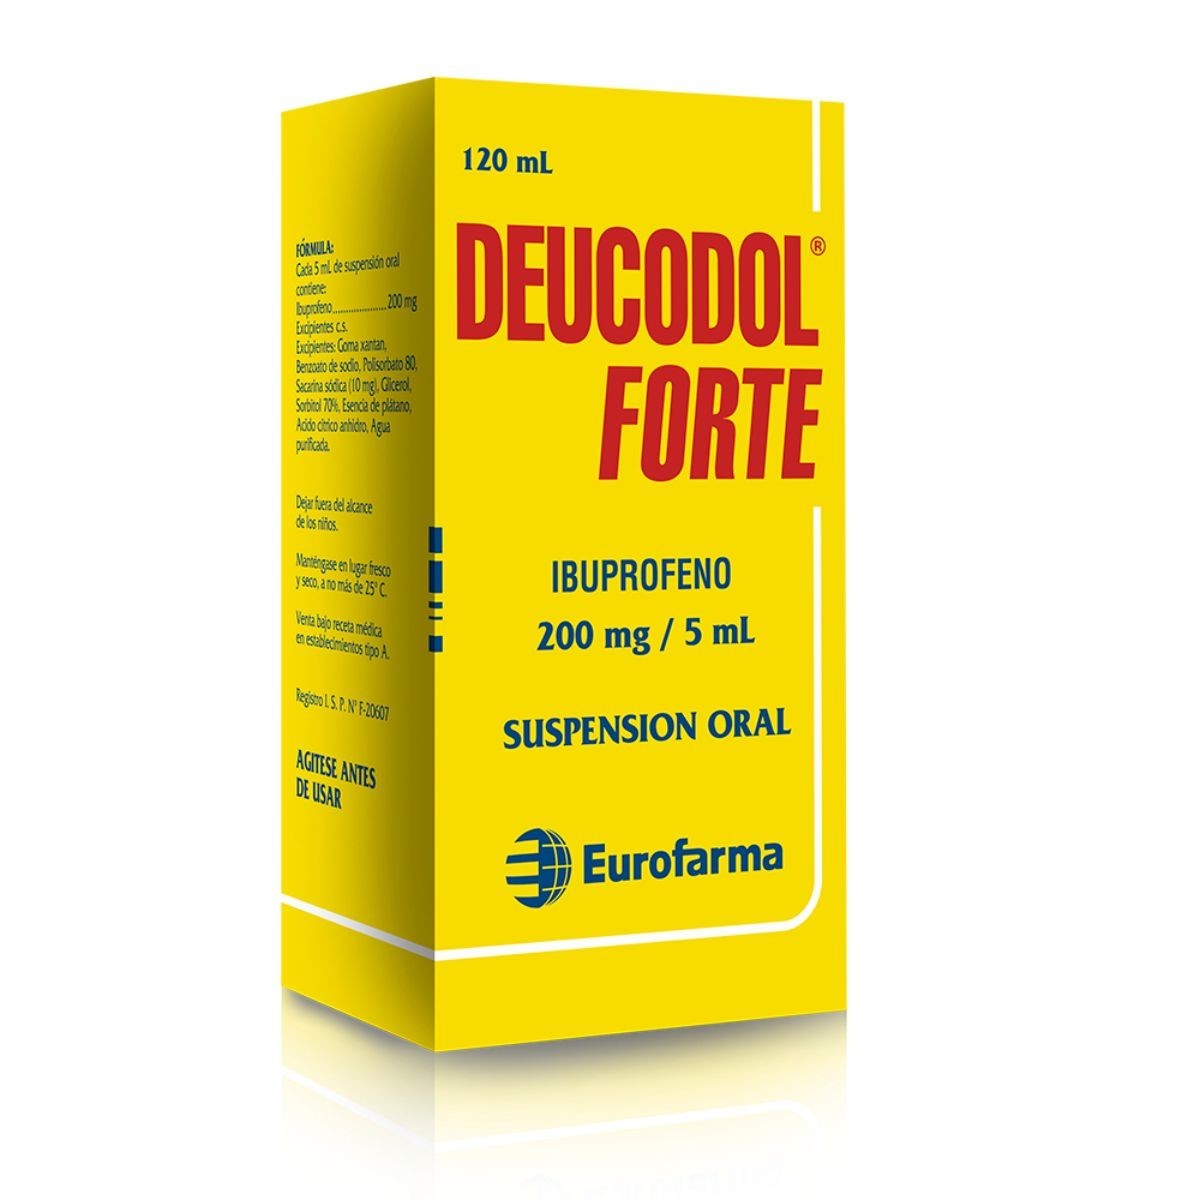 120 mL
DEUCODOL®
FORTE
IBUPROFENO
200 mg / 5 mL
SUSPENSION ORAL
Eurofarma
FÓRMULA:
Cada 5 mL de suspensión oral
contiene:
Ibuprofeno....................200 mg
Excipientes c.s.
Excipientes: Goma xantan,
Benzoato de sodio, Polisorbato 80,
Sacarina sódica (10 mg), Glicerol,
Sorbitol 70%, Esencia de plátano,
Acido cítrico anhidro, Agua
purificada.
Dejar fuera del alcance
de los niños.
Manténgase en lugar fresco
y seco, a no más de 25° C.
Venta bajo receta médica
en establecimientos tipo A.
Registro I. S. P. N° F-20607
AGITESE ANTES
DE USAR